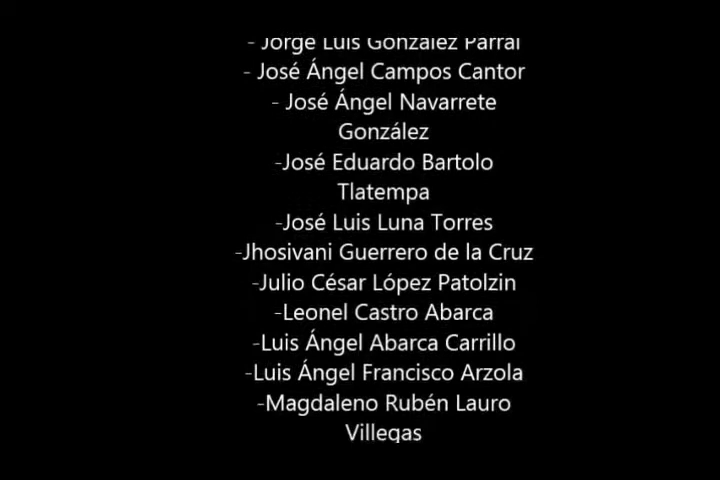 - Jorge Luis González Parral
- José Ángel Campos Cantor
- José Ángel Navarrete
González
-José Eduardo Bartolo
Tlatempa
-José Luis Luna Torres
-Jhosivani Guerrero de la Cruz
-Julio César López Patolzin
-Leonel Castro Abarca
-Luis Ángel Abarca Carrillo
-Luis Ángel Francisco Arzola
-Magdaleno Rubén Lauro
Villegas